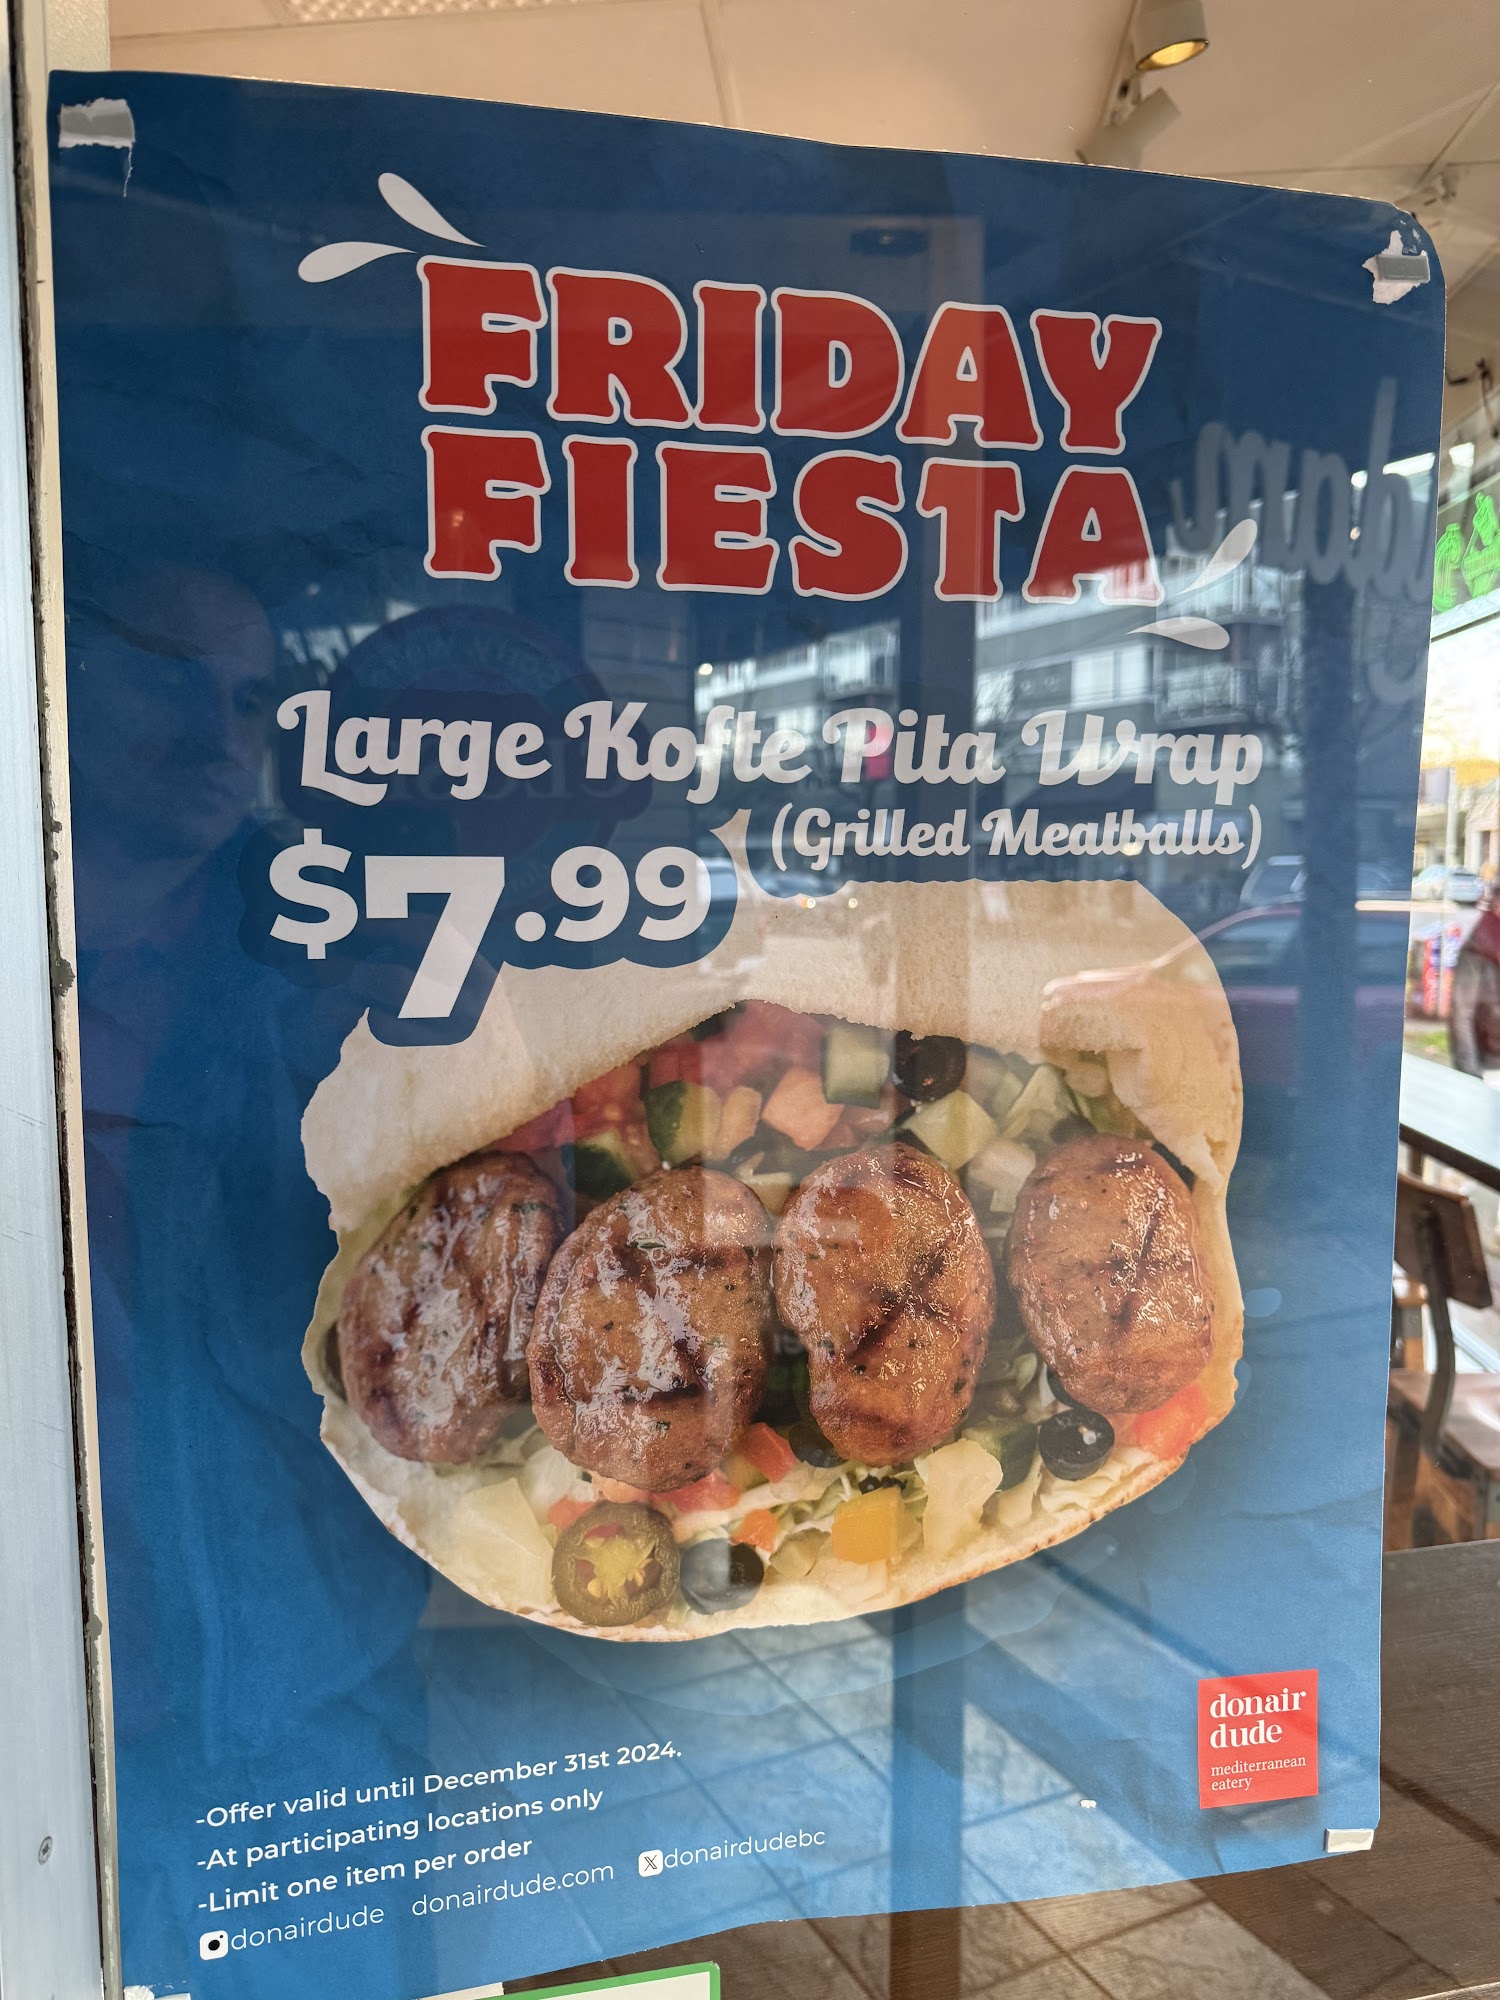 FRIDAY
FIESTA
Large Kofte Pita Wrap
(Grilled Meatballs)
$7.99
donair
dude
mediterranean
eatery
-Offer valid until December 31st 2024.
-At participating locations only
-Limit one item per order
donairdude donairdude.com Xdonairdudebc